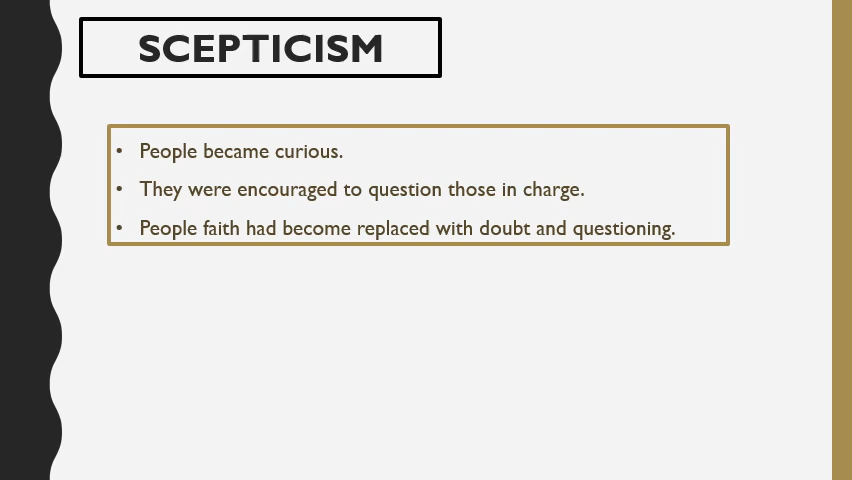 SCEPTICISM
• People became curious.
• They were encouraged to question those in charge.
• People faith had become replaced with doubt and questioning.